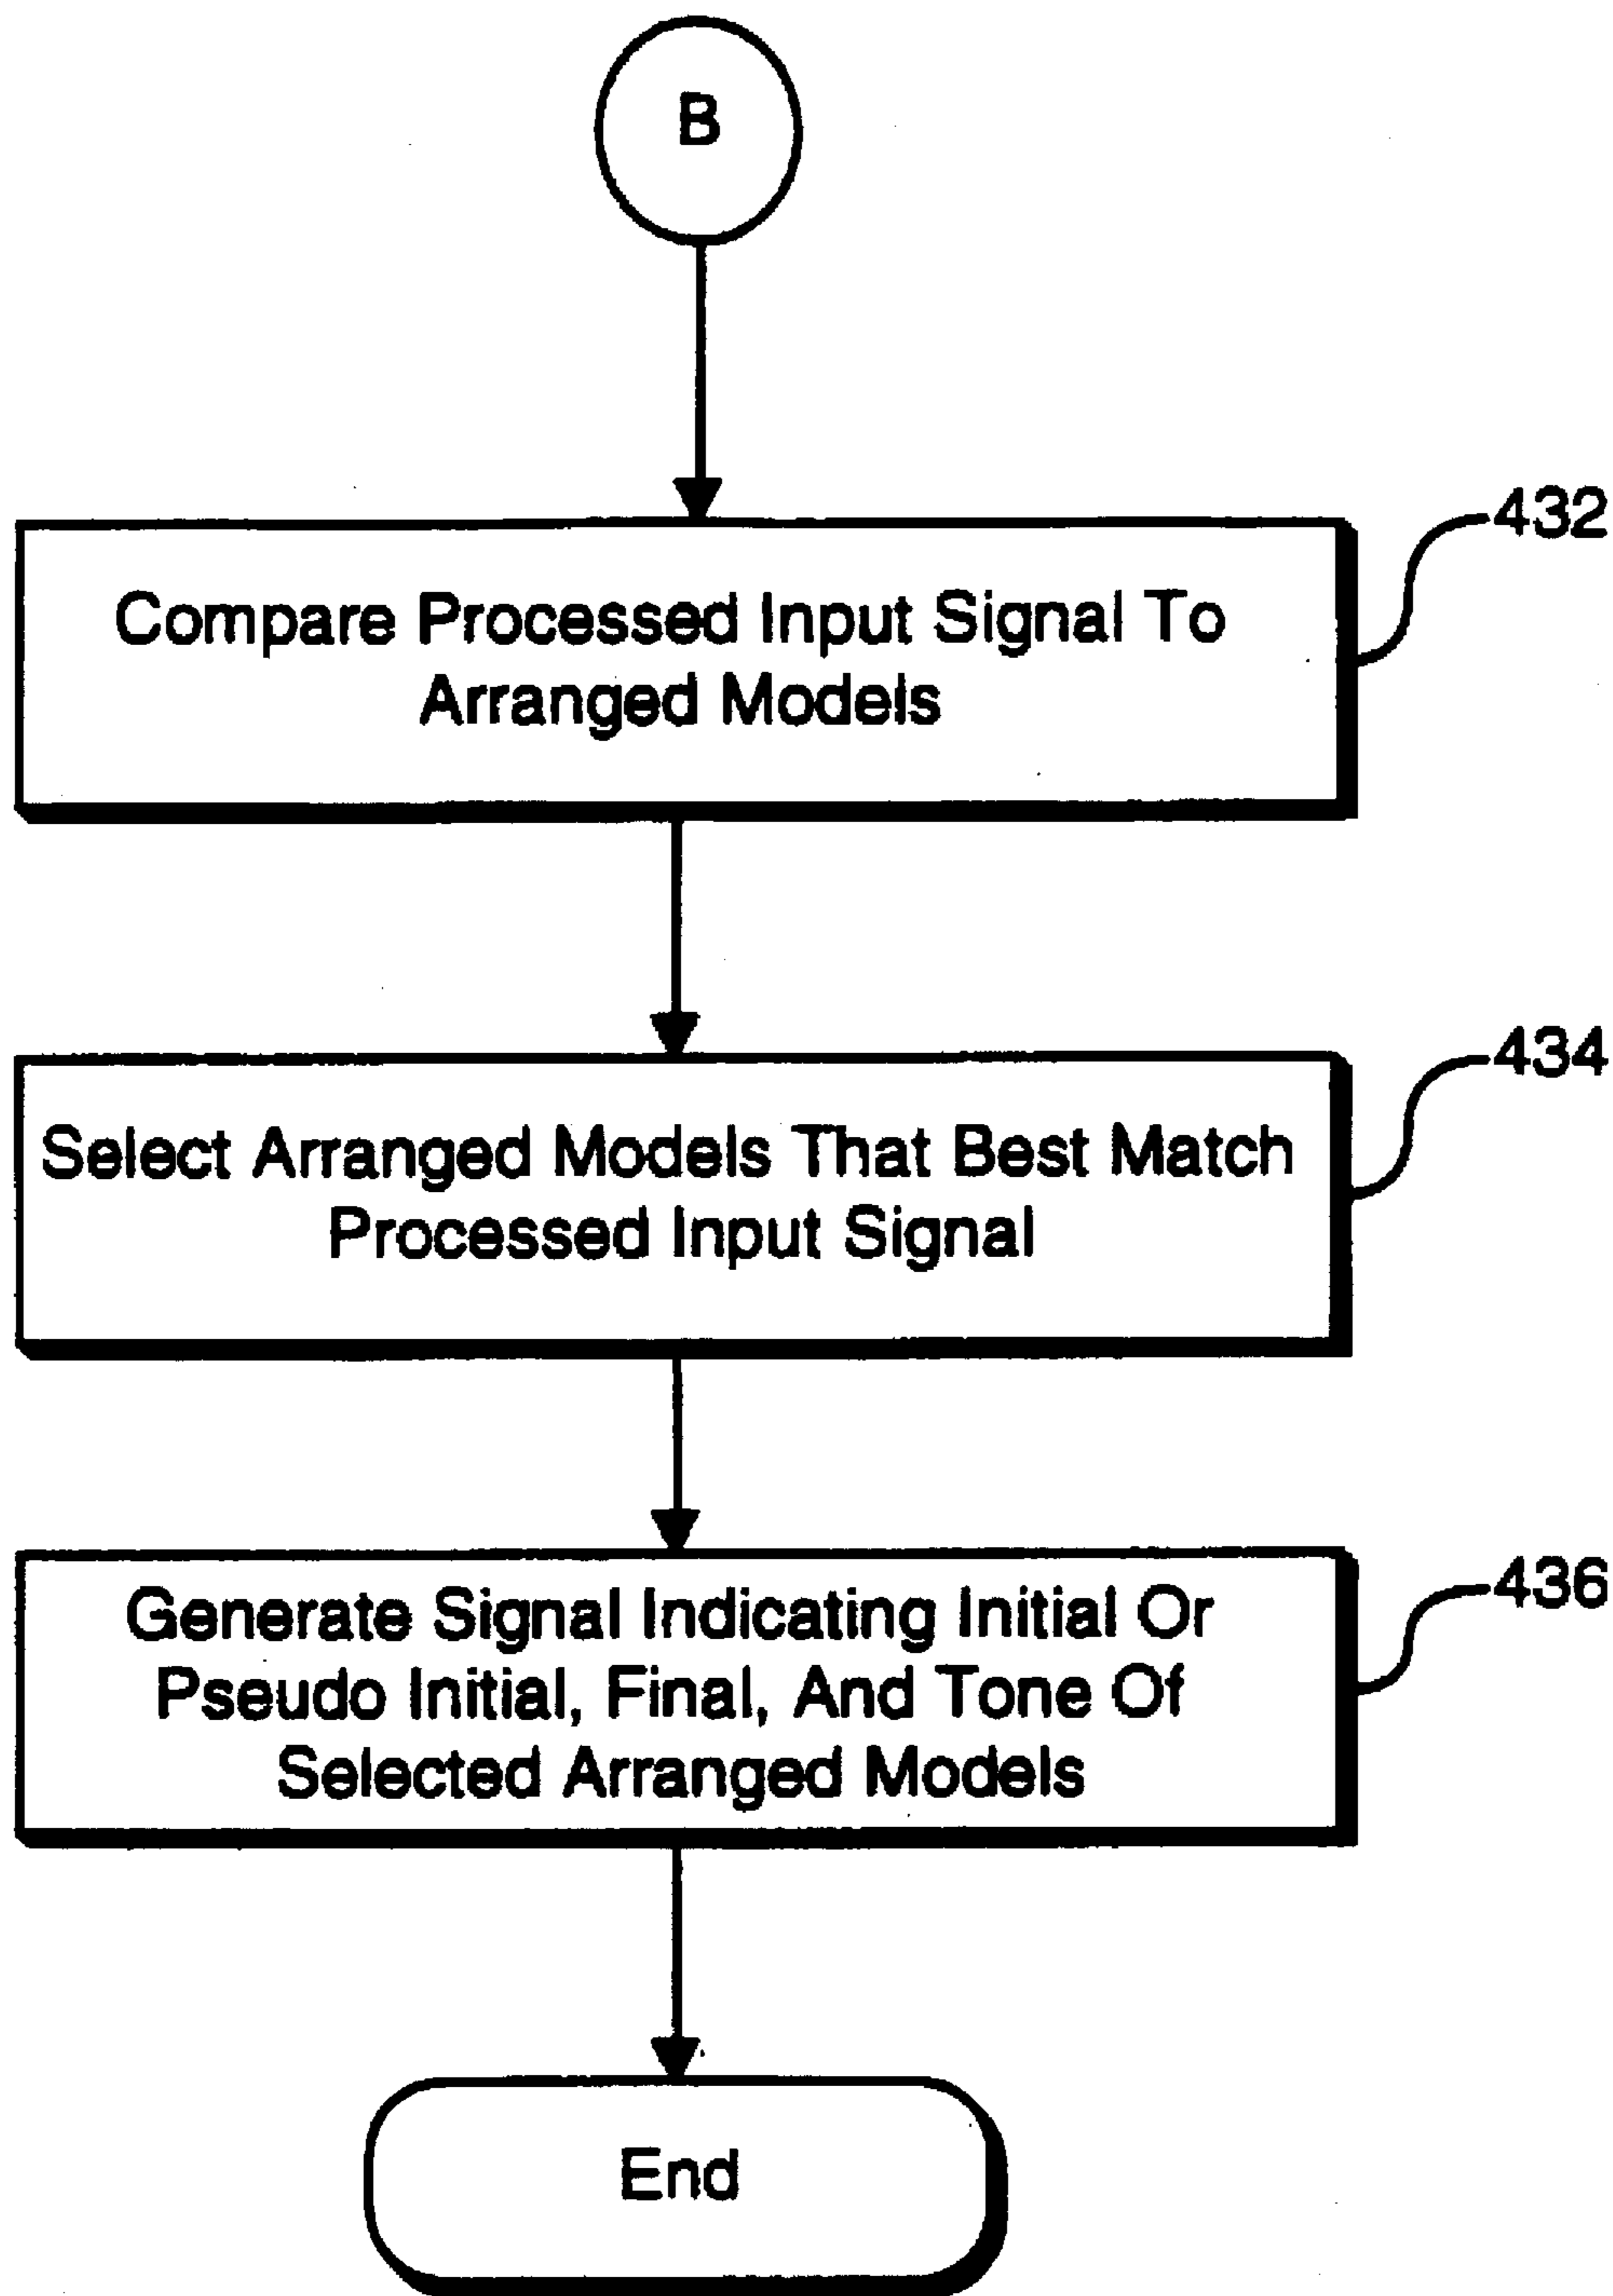 B
432
Compare Processed Input Signal To
Arranged Models
434
Select Arranged Models That Best Match
Processed Input Signal
436
Generate Signal Indicating Initial Or
Pseudo Initial, Final, And Tone Of
Selected Arranged Models
End